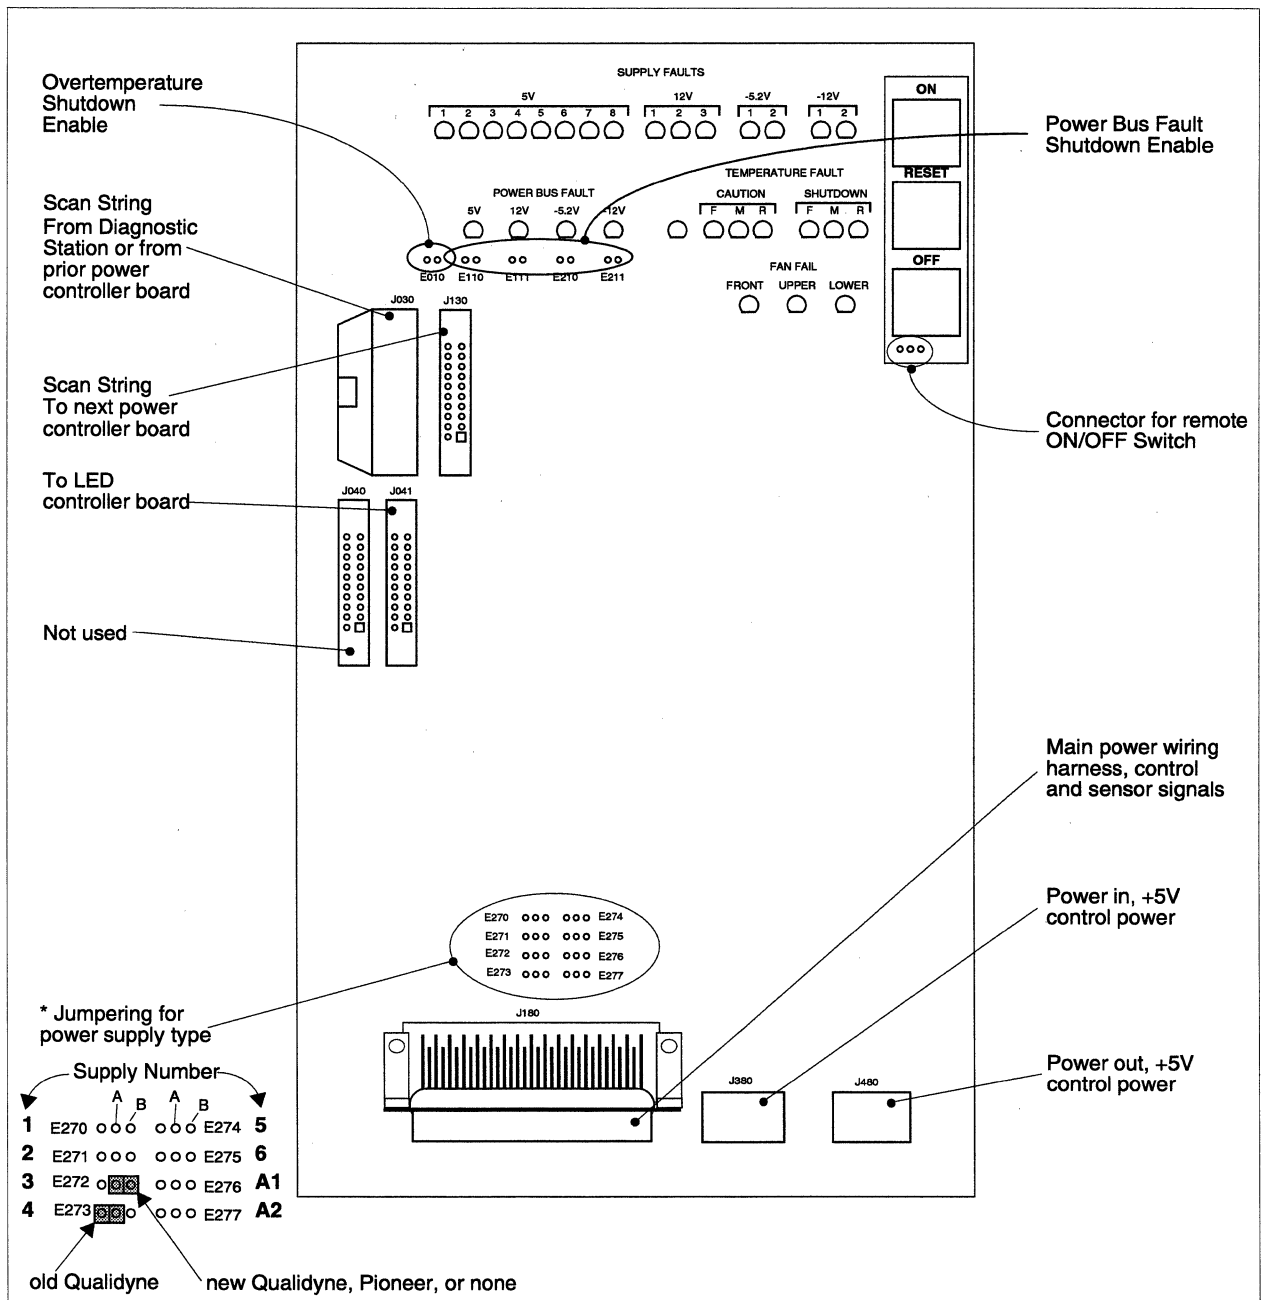 SUPPLY FAULTS
5V 12V -5.2V -12V
1 2 3 4 5 6 7 8 1 2 3 1 2 1 2
ON
RESET
OFF
Overtemperature
Shutdown
Enable
Power Bus Fault
Shutdown Enable
TEMPERATURE FAULT
CAUTION SHUTDOWN
F M R F M R
POWER BUS FAULT
5V 12V -5.2V -12V
E010 E110 E111 E210 E211
FAN FAIL
FRONT UPPER LOWER
Scan String
From Diagnostic
Station or from
prior power
controller board
J030 J130
Scan String
To next power
controller board
Connector for remote
ON/OFF Switch
To LED
controller board
J040 J041
Not used
Main power wiring
harness, control
and sensor signals
Power in, +5V
control power
E270 E274
E271 E275
E272 E276
E273 E277
* Jumpering for
power supply type
J180
J380
J480
Power out, +5V
control power
Supply Number
A B A B
1 E270 E274 5
2 E271 E275 6
3 E272 E276 A1
4 E273 E277 A2
old Qualidyne
new Qualidyne, Pioneer, or none